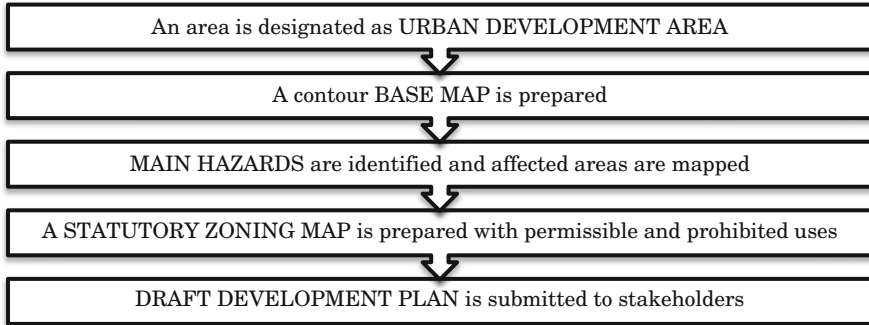 An area is designated as URBAN DEVELOPMENT AREA
A contour BASE MAP is prepared
MAIN HAZARDS are identified and affected areas are mapped
A STATUTORY ZONING MAP is prepared with permissible and prohibited uses
DRAFT DEVELOPMENT PLAN is submitted to stakeholders